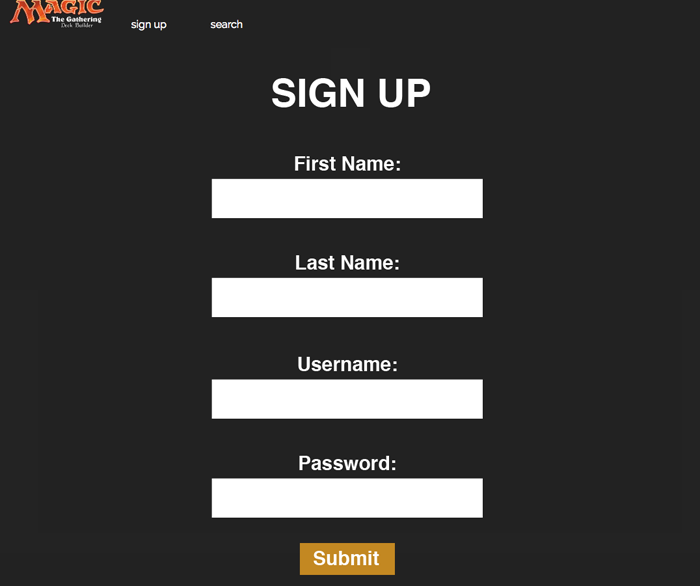 MAGIC
The Gathering
Deck Builder
sign up
search
SIGN UP
First Name:
Last Name:
Username:
Password:
Submit